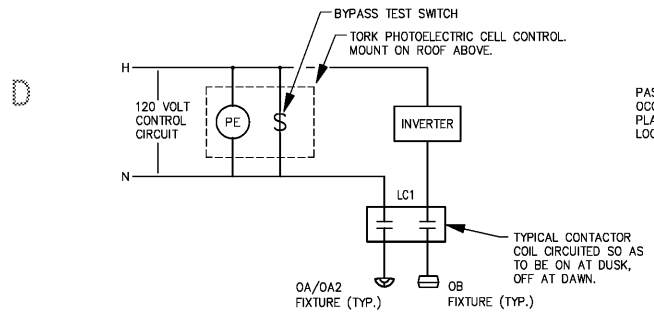 BYPASS TEST SWITCH
TORK PHOTOELECTRIC CELL CONTROL.
MOUNT ON ROOF ABOVE.
D
H
120 VOLT
CONTROL
CIRCUIT
PE
S
INVERTER
N
LC1
TYPICAL CONTACTOR
COIL CIRCUITED SO AS
TO BE ON AT DUSK,
OFF AT DAWN.
OA/OA2
FIXTURE (TYP.)
OB
FIXTURE (TYP.)